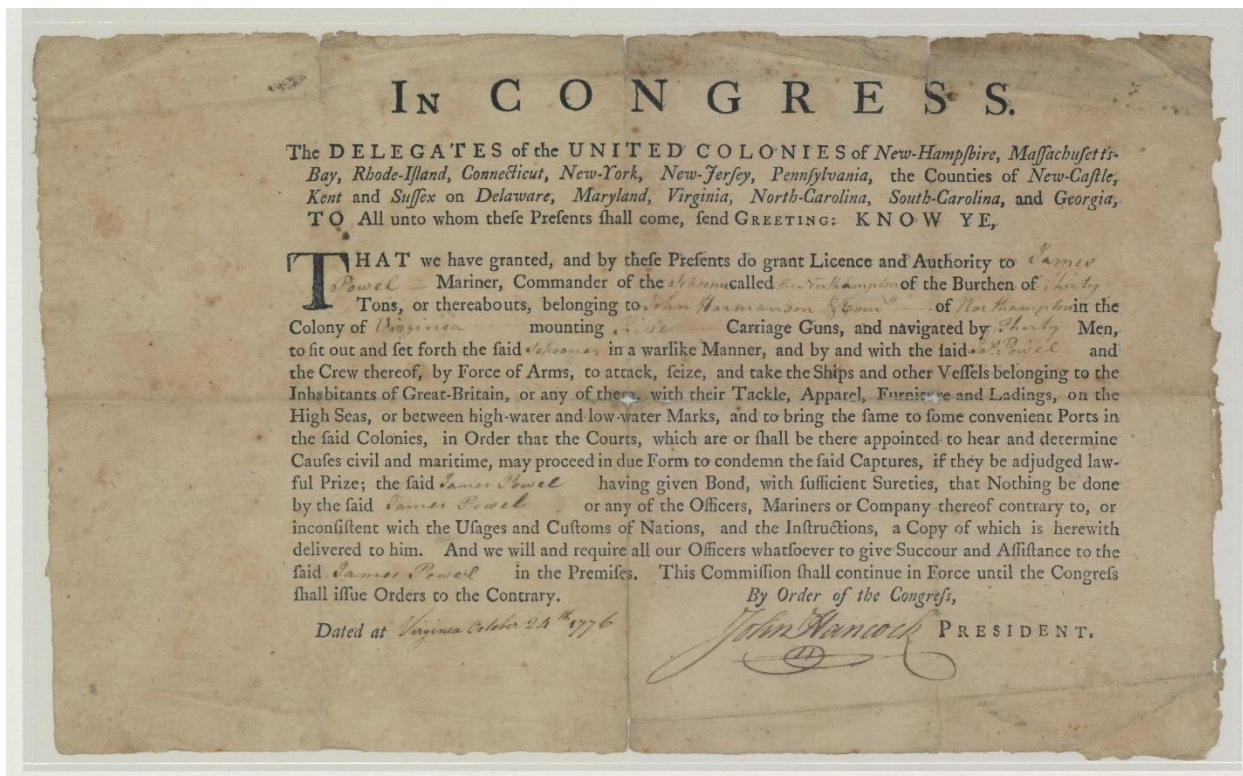 IN CONGRESS.
The DELEGATES of the UNITED COLONIES of New-Hampſhire, Maſſachuſetts-
Bay, Rhode-Iſland, Connecticut, New-York, New-Jerſey, Pennſylvania, the Counties of New-Caſtle,
Kent and Suſſex on Delaware, Maryland, Virginia, North-Carolina, South-Carolina, and Georgia,
TO All unto whom theſe Preſents ſhall come, ſend GREETING: KNOW YE,
THAT we have granted, and by theſe Preſents do grant Licence and Authority to James
Powel Mariner, Commander of the Schooner called the Northampton of the Burthen of Thirty
Tons, or thereabouts, belonging to John Harmanson & Comy of Northampton in the
Colony of Virginia mounting Carriage Guns, and navigated by Thirty Men,
to fit out and ſet forth the ſaid Schooner in a warlike Manner, and by and with the ſaid Jas. Powel and
the Crew thereof, by Force of Arms, to attack, ſeize, and take the Ships and other Veſſels belonging to the
Inhabitants of Great-Britain, or any of them, with their Tackle, Apparel, Furniture and Ladings, on the
High Seas, or between high-water and low-water Marks, and to bring the ſame to ſome convenient Ports in
the ſaid Colonies, in Order that the Courts, which are or ſhall be there appointed to hear and determine
Cauſes civil and maritime, may proceed in due Form to condemn the ſaid Captures, if they be adjudged law-
ful Prize; the ſaid James Powel having given Bond, with ſufficient Sureties, that Nothing be done
by the ſaid James Powel or any of the Officers, Mariners or Company thereof contrary to, or
inconſiſtent with the Uſages and Cuſtoms of Nations, and the Inſtructions, a Copy of which is herewith
delivered to him. And we will and require all our Officers whatſoever to give Succour and Aſſiſtance to the
ſaid James Powell in the Premiſes. This Commiſſion ſhall continue in Force until the Congreſs
ſhall iſſue Orders to the Contrary. By Order of the Congreſs,
Dated at Virginia October 24th 1776 John Hancock PRESIDENT.